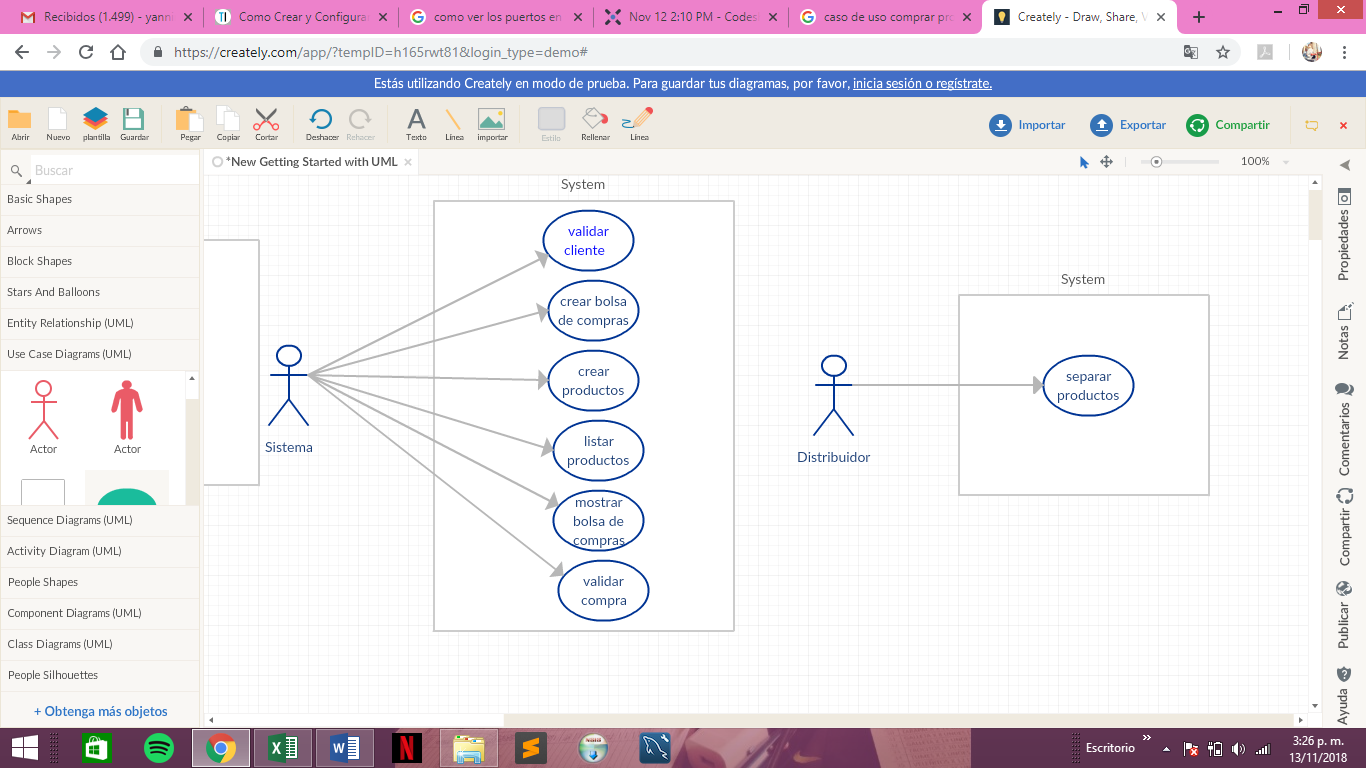 Recibidos (1.499) - yanni
Como Crear y Configurar
como ver los puertos en
Nov 12 2:10 PM - Codes
caso de uso comprar pro
Creately - Draw, Share, V
https://creately.com/app/?tempID=h165rwt81&login_type=demo#
Estás utilizando Creately en modo de prueba. Para guardar tus diagramas, por favor, inicia sesión o regístrate.
Abrir Nuevo plantilla Guardar Pegar Copiar Cortar Deshacer Rehacer Texto Línea importar Estilo Rellenar Línea
Importar Exportar Compartir
Buscar
*New Getting Started with UML
100%
Basic Shapes
Arrows
Block Shapes
Stars And Balloons
Entity Relationship (UML)
Use Case Diagrams (UML)
Actor Actor
Sequence Diagrams (UML)
Activity Diagram (UML)
People Shapes
Component Diagrams (UML)
Class Diagrams (UML)
People Silhouettes
+ Obtenga más objetos
Sistema
System
validar
cliente
crear bolsa
de compras
crear
productos
listar
productos
mostrar
bolsa de
compras
validar
compra
Distribuidor
System
separar
productos
Propiedades
Notas
Comentarios
Compartir
Publicar
Ayuda
Escritorio
3:26 p. m.
13/11/2018